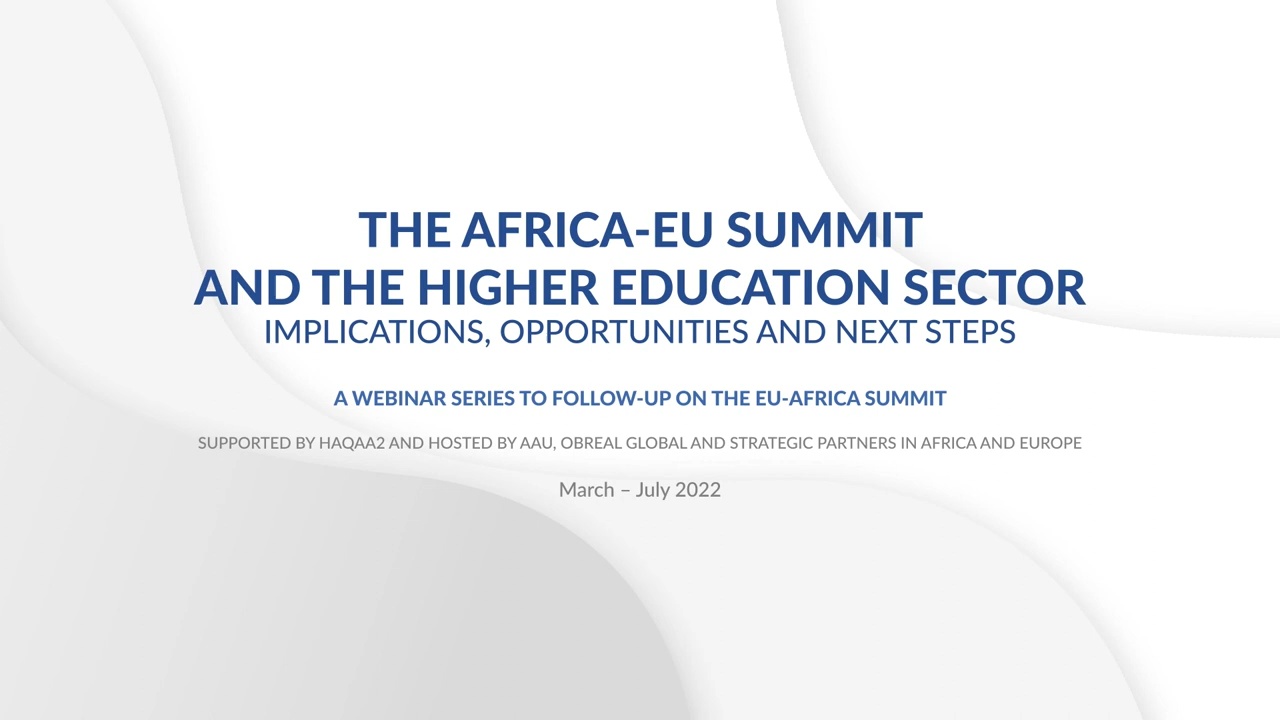 THE AFRICA-EU SUMMIT
AND THE HIGHER EDUCATION SECTOR
IMPLICATIONS, OPPORTUNITIES AND NEXT STEPS
A WEBINAR SERIES TO FOLLOW-UP ON THE EU-AFRICA SUMMIT
SUPPORTED BY HAQAA2 AND HOSTED BY AAU, OBREAL GLOBAL AND STRATEGIC PARTNERS IN AFRICA AND EUROPE
March – July 2022